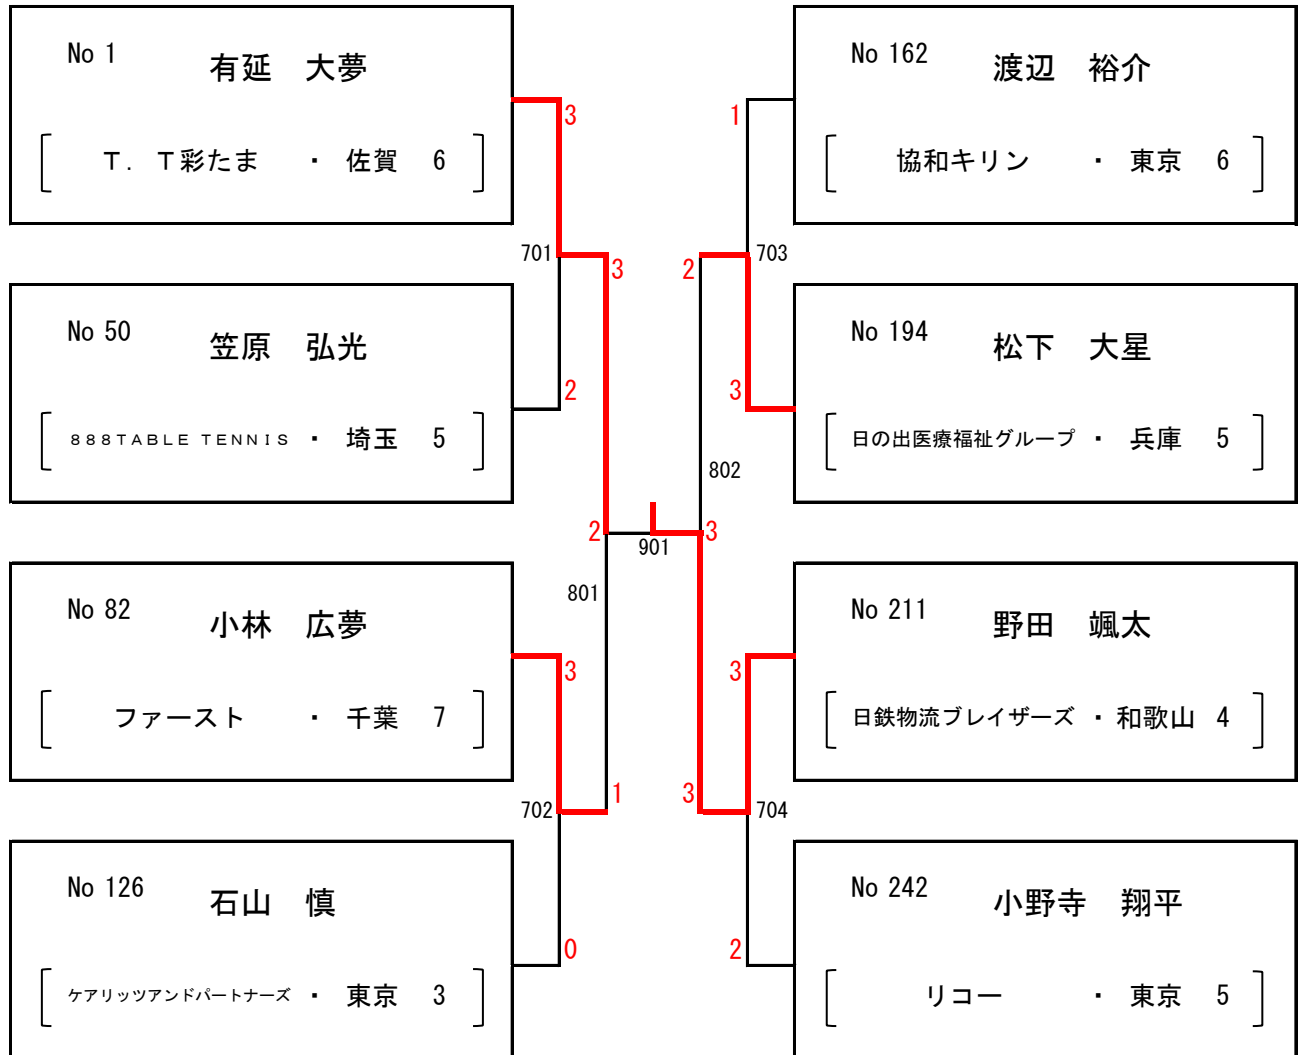 No 1 有延 大夢
T. T彩たま ・ 佐賀 6
No 50 笠原 弘光
888TABLE TENNIS ・ 埼玉 5
No 82 小林 広夢
ファースト ・ 千葉 7
No 126 石山 慎
ケアリッツアンドパートナーズ ・ 東京 3
3
701
3
2
2
801
3
702
1
0
901
1
2
703
3
802
3
3
3
704
2
No 162 渡辺 裕介
協和キリン ・ 東京 6
No 194 松下 大星
日の出医療福祉グループ ・ 兵庫 5
No 211 野田 颯太
日鉄物流ブレイザーズ ・ 和歌山 4
No 242 小野寺 翔平
リコー ・ 東京 5